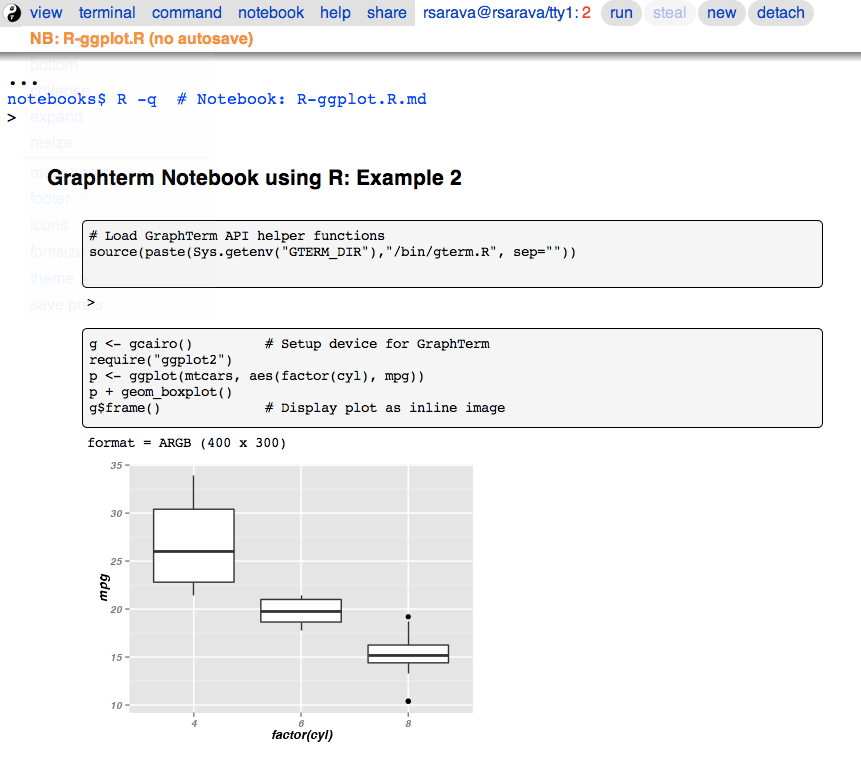 view terminal command notebook help share rsarava@rsarava/tty1: 2 run steal new detach
NB: R-ggplot.R (no autosave)
bottom
...
collapse
notebooks$ R -q  # Notebook: R-ggplot.R.md
> expand
resize
Graphterm Notebook using R: Example 2
footer
icons
# Load GraphTerm API helper functions
source(paste(Sys.getenv("GTERM_DIR"),"/bin/gterm.R", sep=""))
fontsize
theme
save prefs
>
g <- gcairo()         # Setup device for GraphTerm
require("ggplot2")
p <- ggplot(mtcars, aes(factor(cyl), mpg))
p + geom_boxplot()
g$frame()             # Display plot as inline image
format = ARGB (400 x 300)
35
30
25
mpg
20
15
10
4 6 8
factor(cyl)